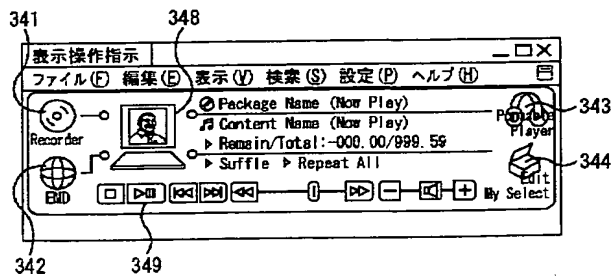 341
348
表示操作指示
ファイル(F) 編集(E) 表示(V) 検索(S) 設定(P) ヘルプ(H)
Package Name (Now Play)
Content Name (Now Play)
Remain/Total:-000.00/999.59
Suffle Repeat All
Recorder
END
Portable Player
Edit
My Select
343
344
342
349